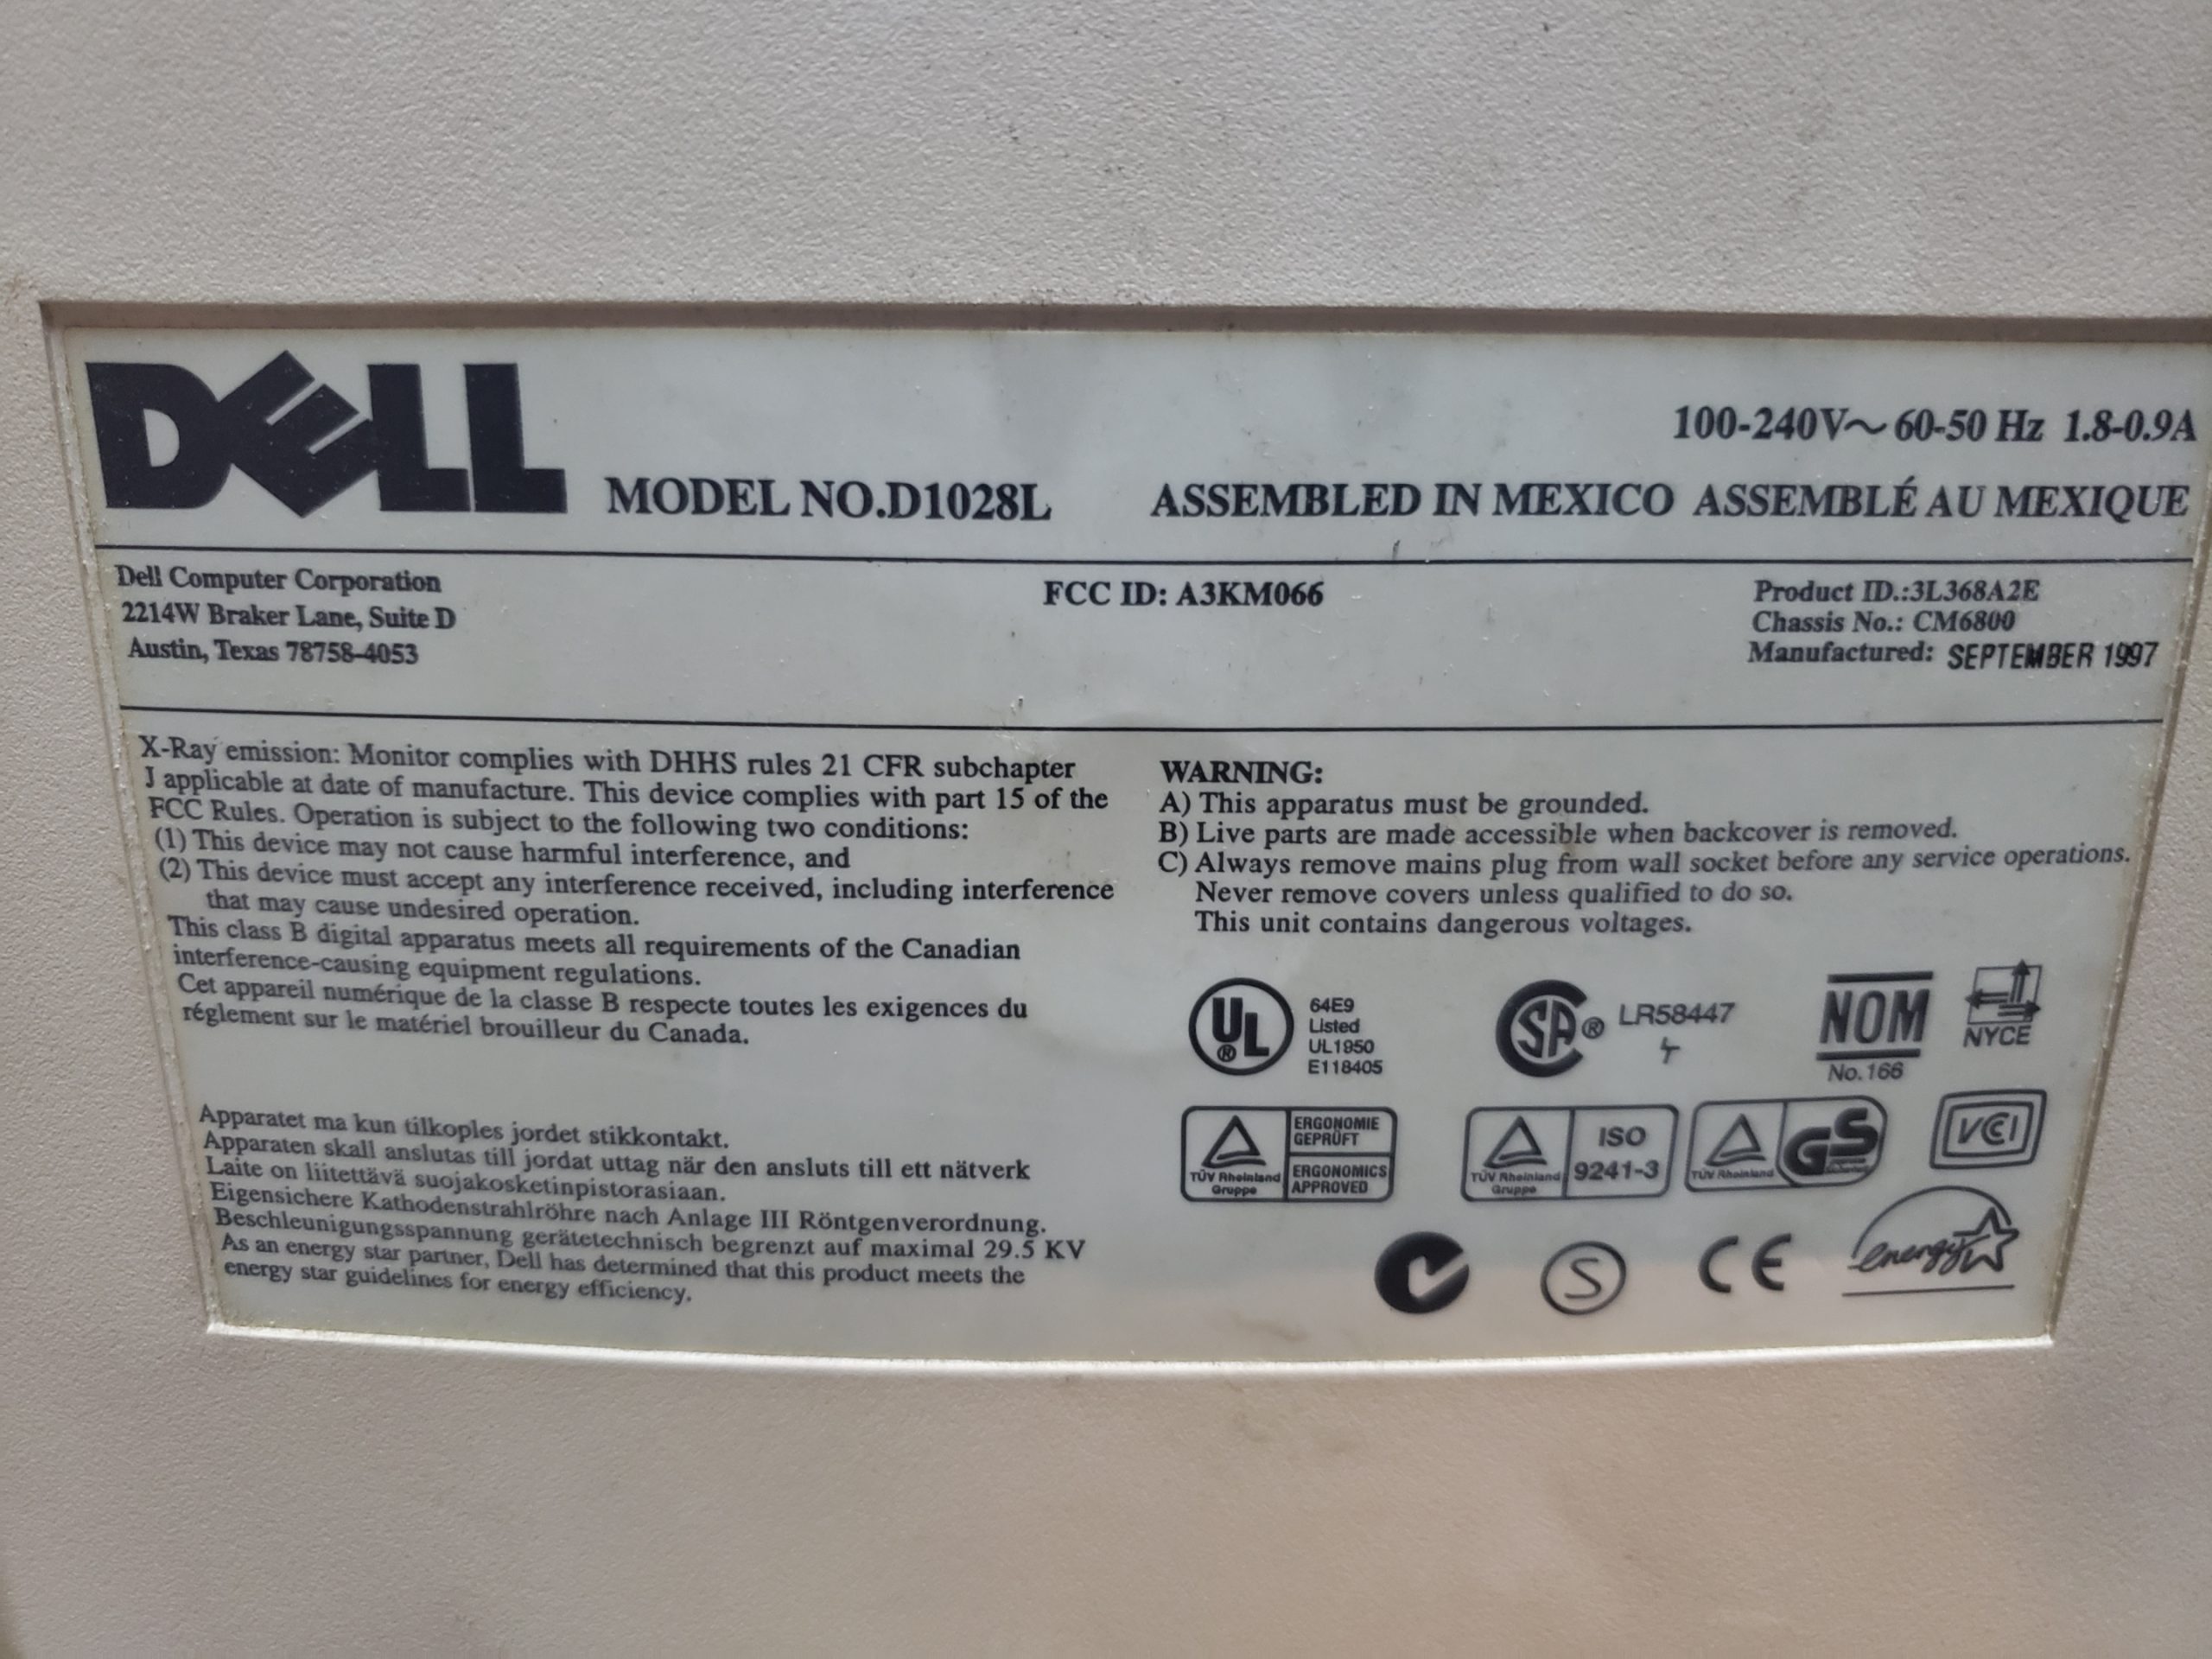 DELL
100-240V~ 60-50 Hz 1.8-0.9A
MODEL NO.D1028L
ASSEMBLED IN MEXICO ASSEMBLÉ AU MEXIQUE
Dell Computer Corporation
2214W Braker Lane, Suite D
Austin, Texas 78758-4053
FCC ID: A3KM066
Product ID.:3L368A2E
Chassis No.: CM6800
Manufactured: SEPTEMBER 1997
X-Ray emission: Monitor complies with DHHS rules 21 CFR subchapter
J applicable at date of manufacture. This device complies with part 15 of the
FCC Rules. Operation is subject to the following two conditions:
(1) This device may not cause harmful interference, and
(2) This device must accept any interference received, including interference
that may cause undesired operation.
This class B digital apparatus meets all requirements of the Canadian
interference-causing equipment regulations.
Cet appareil numérique de la classe B respecte toutes les exigences du
réglement sur le matériel brouilleur du Canada.
Apparatet ma kun tilkoples jordet stikkontakt.
Apparaten skall anslutas till jordat uttag när den ansluts till ett nätverk
Laite on liitettävä suojakosketinpistorasiaan.
Eigensichere Kathodenstrahlröhre nach Anlage III Röntgenverordnung.
Beschleunigungsspannung gerätetechnisch begrenzt auf maximal 29.5 KV
As an energy star partner, Dell has determined that this product meets the
energy star guidelines for energy efficiency.
WARNING:
A) This apparatus must be grounded.
B) Live parts are made accessible when backcover is removed.
C) Always remove mains plug from wall socket before any service operations.
Never remove covers unless qualified to do so.
This unit contains dangerous voltages.
UL ®
64E9
Listed
UL1950
E118405
SA ®
LR58447
NOM
No.166
NYCE
TÜV Rheinland
Gruppe
ERGONOMIE
GEPRÜFT
ERGONOMICS
APPROVED
TÜV Rheinland
Gruppe
ISO
9241-3
TÜV Rheinland
GS
VCI
S
CE
energy